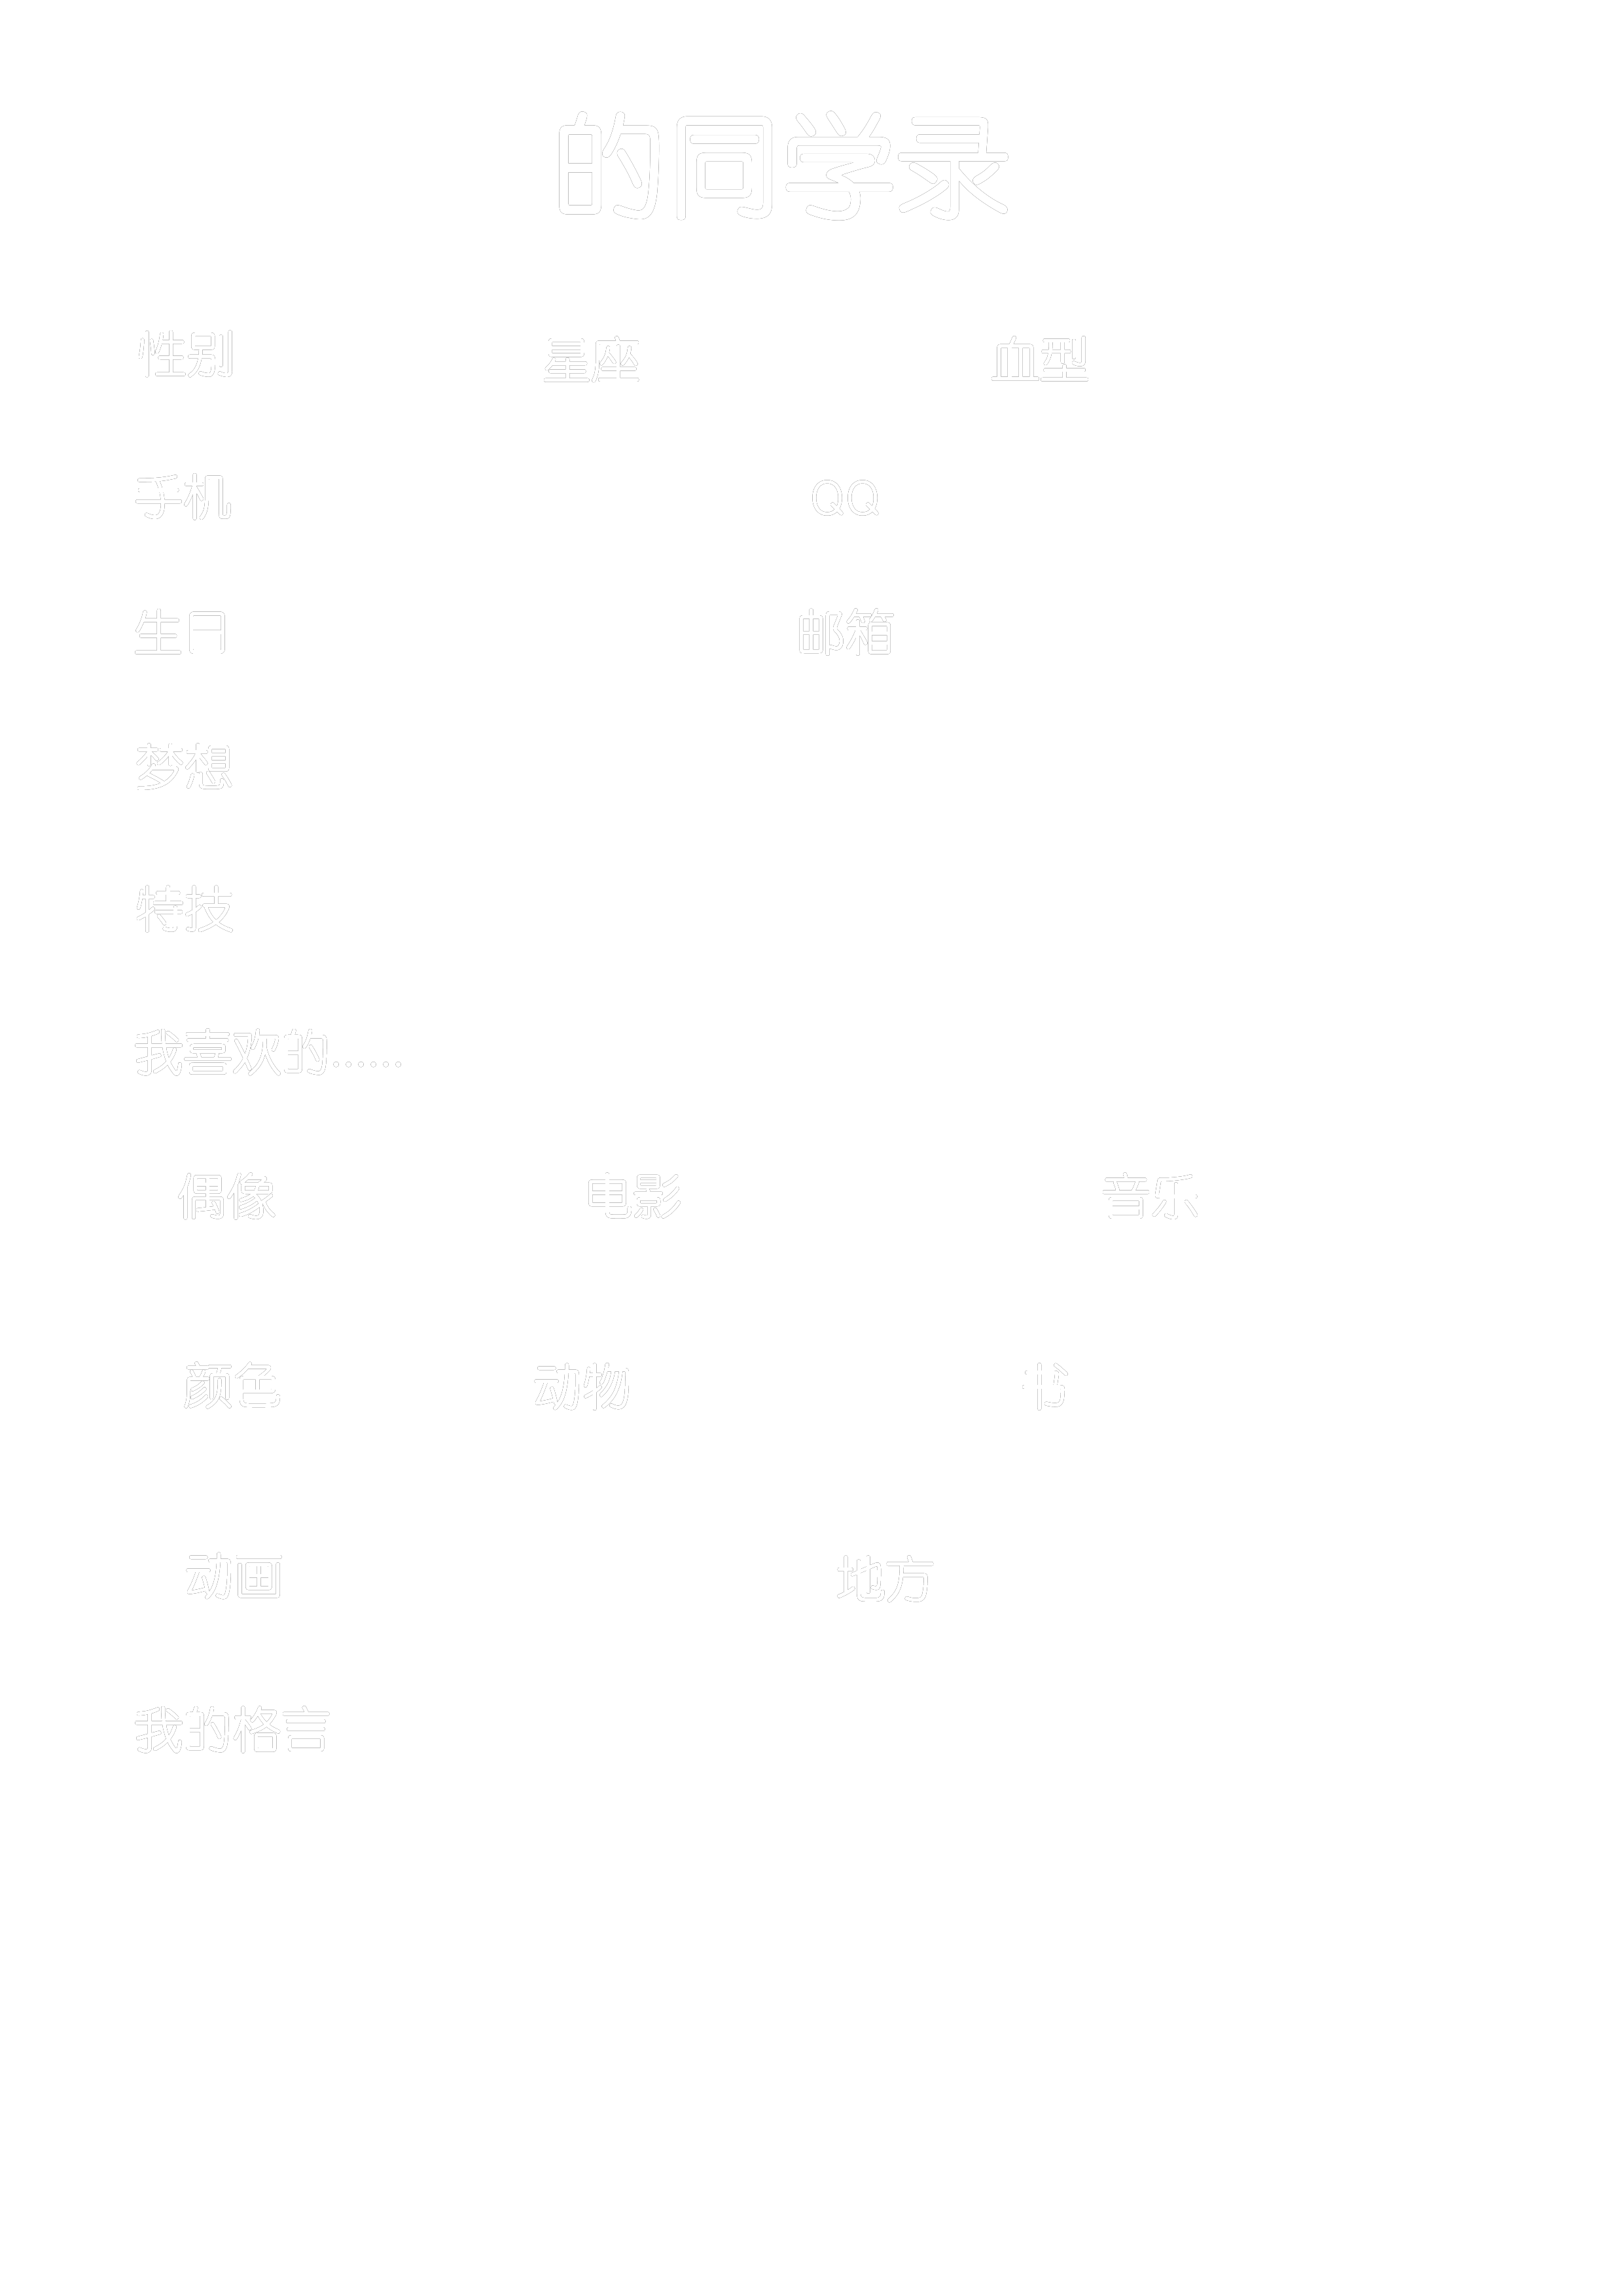 的同学录
性别 星座 血型
手机 QQ
生日 邮箱
梦想
特技
我喜欢的……
偶像 电影 音乐
颜色 动物 书
动画 地方
我的格言